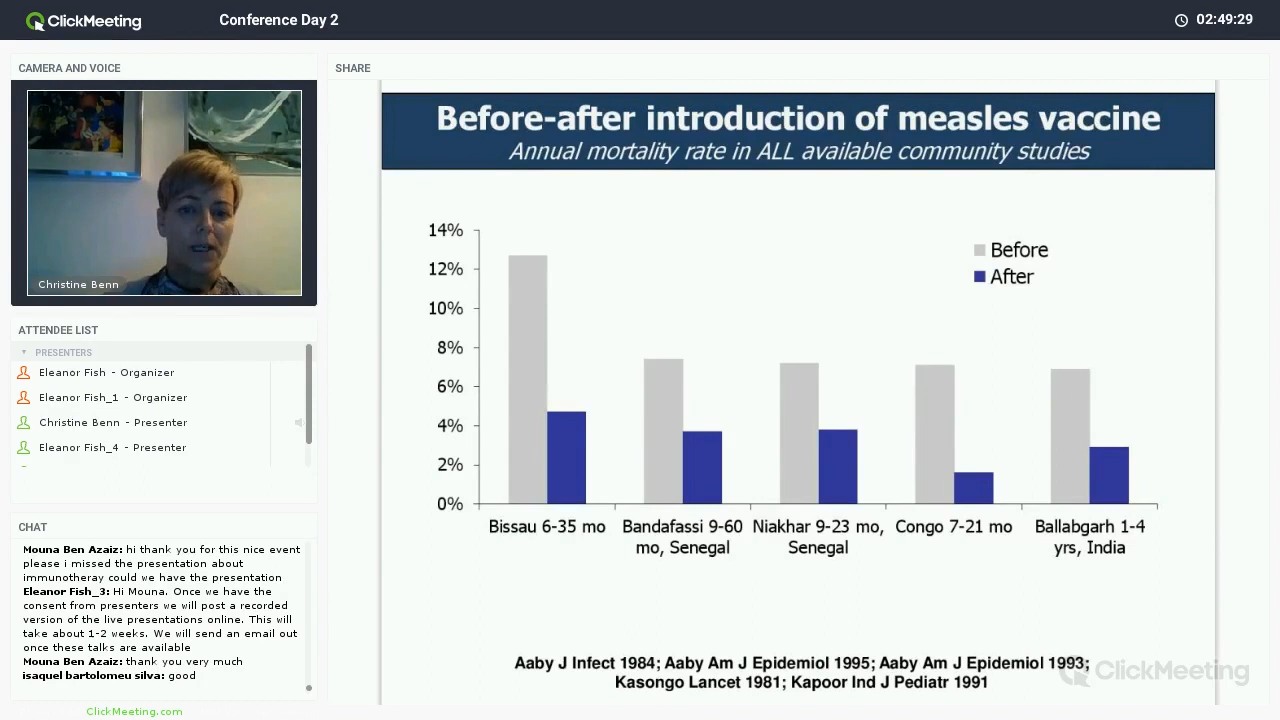 ClickMeeting
Conference Day 2
02:49:29
CAMERA AND VOICE
Christine Benn
ATTENDEE LIST
PRESENTERS
Eleanor Fish - Organizer
Eleanor Fish_1 - Organizer
Christine Benn - Presenter
Eleanor Fish_4 - Presenter
CHAT
Mouna Ben Azaiz: hi thank you for this nice event
please i missed the presentation about
immunotheray could we have the presentation
Eleanor Fish_3: Hi Mouna. Once we have the
consent from presenters we will post a recorded
version of the live presentations online. This will
take about 1-2 weeks. We will send an email out
once these talks are available
Mouna Ben Azaiz: thank you very much
isaquel bartolomeu silva: good
ClickMeeting.com
SHARE
Before-after introduction of measles vaccine
Annual mortality rate in ALL available community studies
14%
12%
10%
8%
6%
4%
2%
0%
Before
After
Bissau 6-35 mo
Bandafassi 9-60
mo, Senegal
Niakhar 9-23 mo,
Senegal
Congo 7-21 mo
Ballabgarh 1-4
yrs, India
Aaby J Infect 1984; Aaby Am J Epidemiol 1995; Aaby Am J Epidemiol 1993;
Kasongo Lancet 1981; Kapoor Ind J Pediatr 1991
ClickMeeting